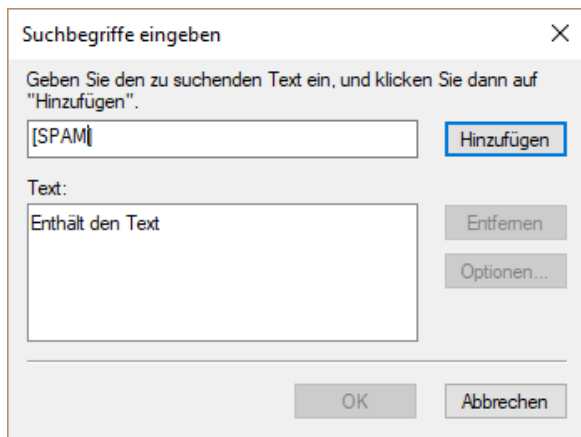 Suchbegriffe eingeben
Geben Sie den zu suchenden Text ein, und klicken Sie dann auf
"Hinzufügen".
[SPAM]
Hinzufügen
Text:
Enthält den Text
Entfernen
Optionen...
OK
Abbrechen